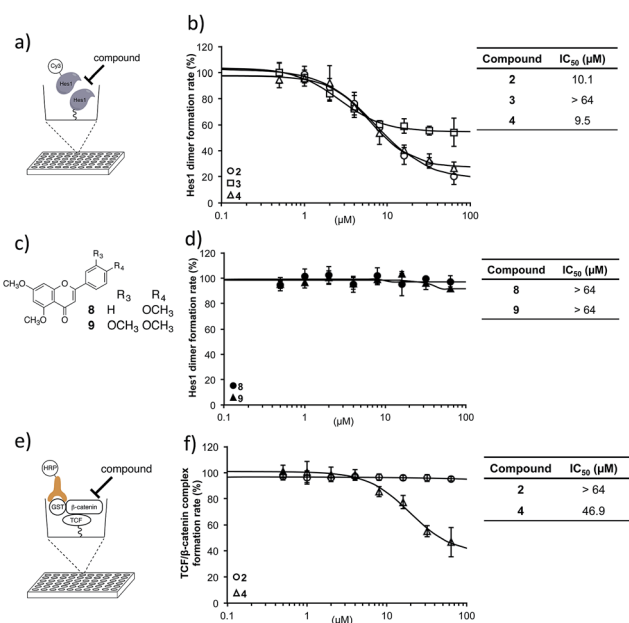 a)
compound
Cy3
Hes1
Hes1
b)
Hes1 dimer formation rate (%)
120
100
80
60
40
20
0
0.1 1 10 100
(μM)
2
3
4
Compound IC50 (μM)
2 10.1
3 > 64
4 9.5
c)
R3
R4
CH3O
O
CH3O O
R3 R4
8 H OCH3
9 OCH3 OCH3
d)
Hes1 dimer formation rate (%)
120
100
80
60
40
20
0
0.1 1 10 100
(μM)
8
9
Compound IC50 (μM)
8 > 64
9 > 64
e)
compound
HRP
GST
β-catenin
TCF
f)
TCF/β-catenin complex
formation rate (%)
120
100
80
60
40
20
0
0.1 1 10 100
(μM)
2
4
Compound IC50 (μM)
2 > 64
4 46.9